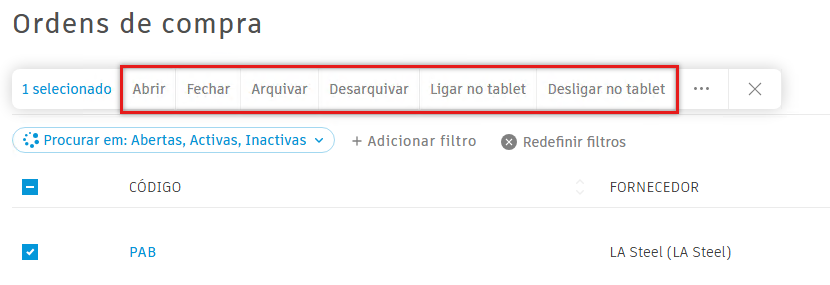 Ordens de compra
1 selecionado Abrir Fechar Arquivar Desarquivar Ligar no tablet Desligar no tablet ...
Procurar em: Abertas, Activas, Inactivas + Adicionar filtro Redefinir filtros
CÓDIGO FORNECEDOR
PAB LA Steel (LA Steel)